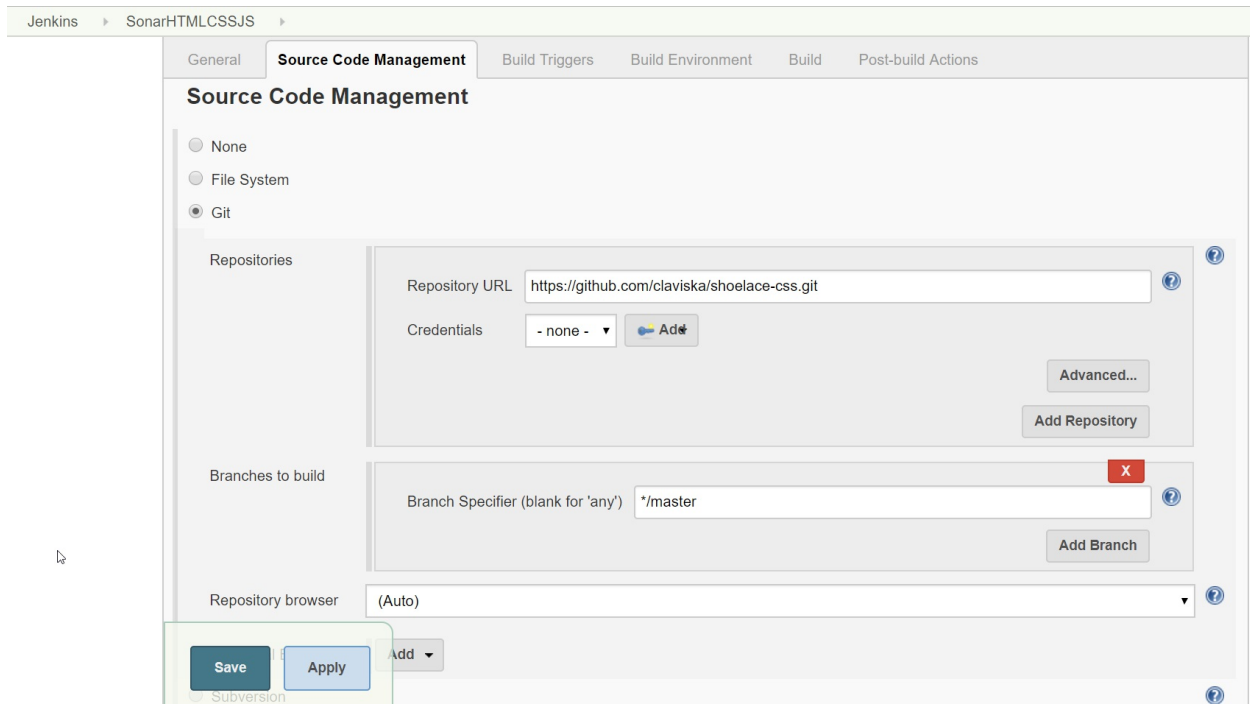 Jenkins SonarHTMLCSSJS
General Source Code Management Build Triggers Build Environment Build Post-build Actions
Source Code Management
None
File System
Git
Repositories
Repository URL https://github.com/claviska/shoelace-css.git
Credentials - none - Add
Advanced...
Add Repository
Branches to build
X
Branch Specifier (blank for 'any') */master
Add Branch
Repository browser (Auto)
Add
Save Apply
Subversion